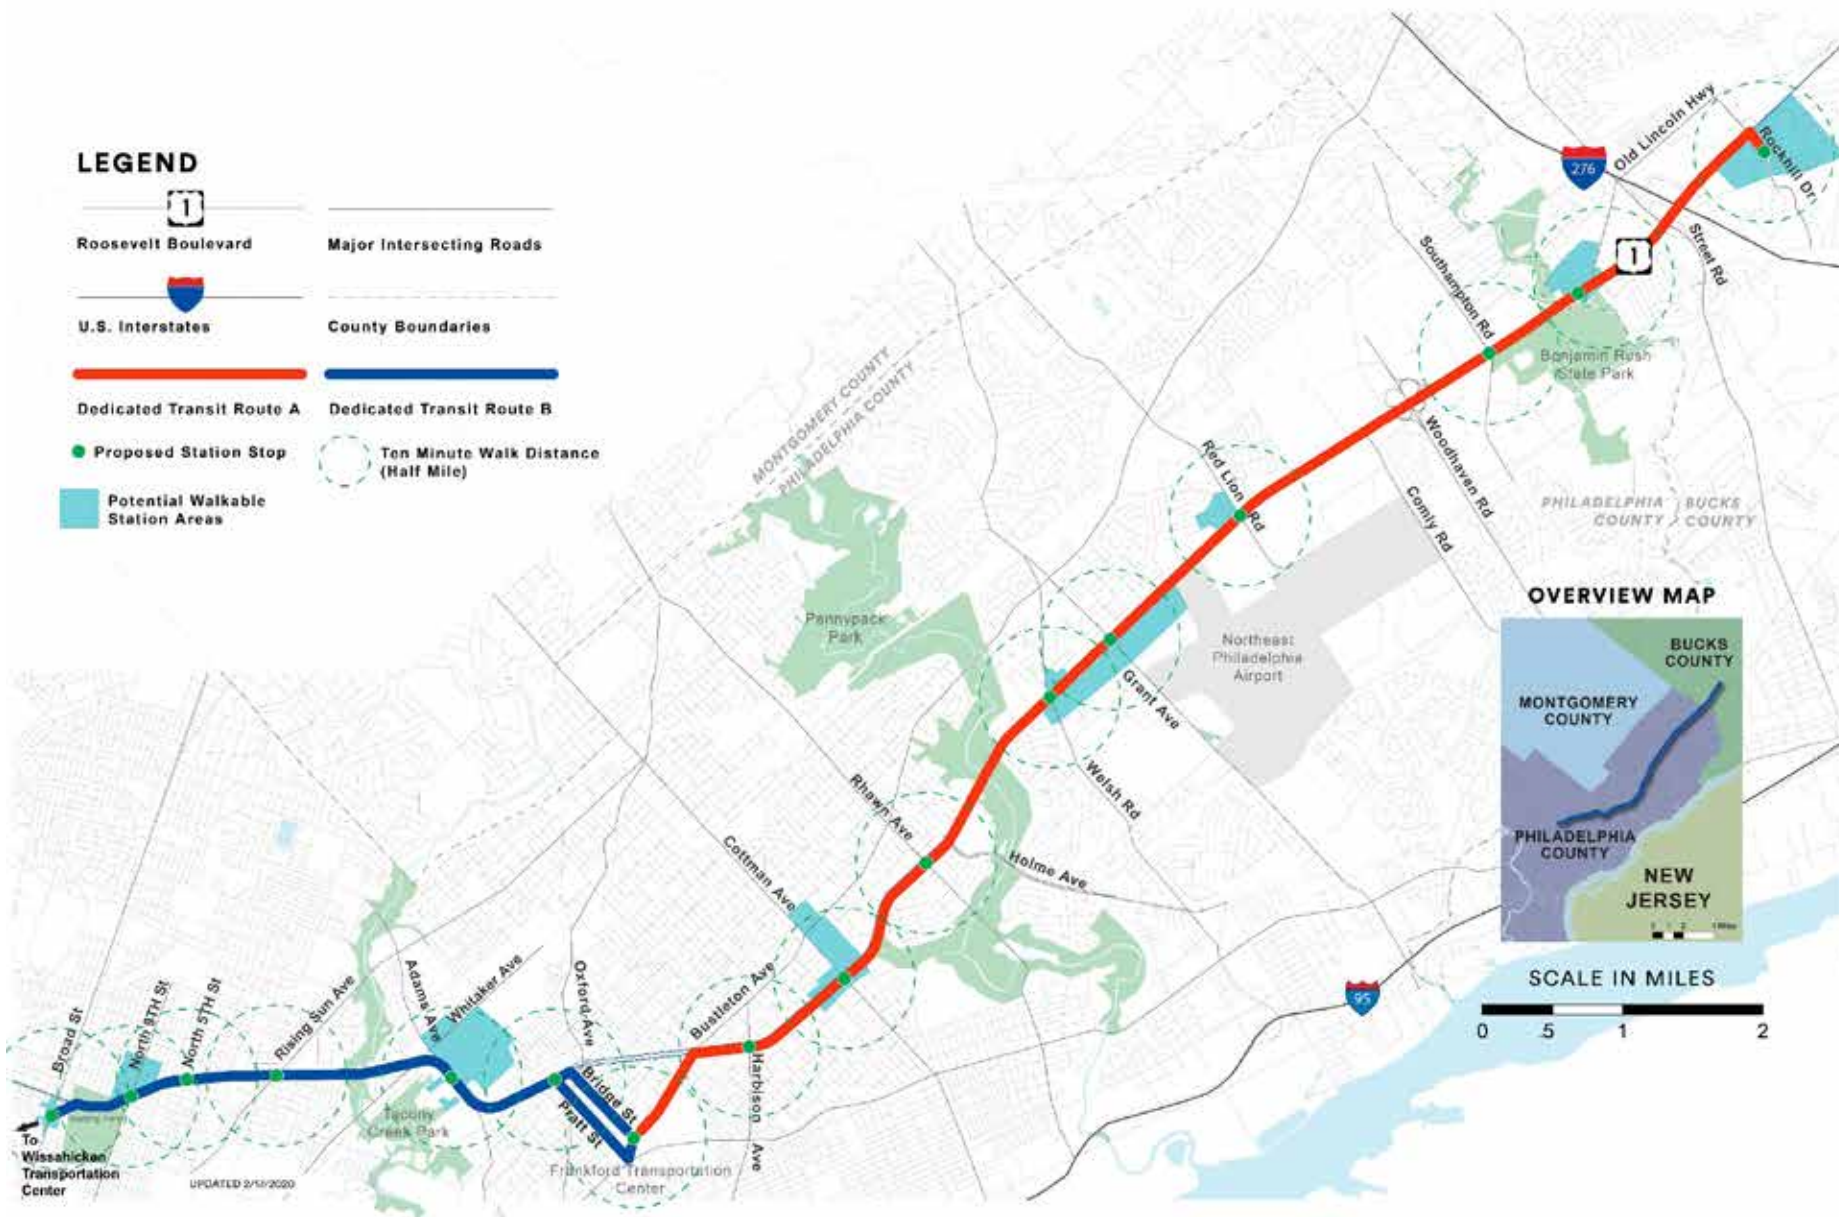 LEGEND
1
Roosevelt Boulevard
Major Intersecting Roads
U.S. Interstates
County Boundaries
Dedicated Transit Route A
Dedicated Transit Route B
Proposed Station Stop
Ten Minute Walk Distance
(Half Mile)
Potential Walkable
Station Areas
276
Old Lincoln Hwy
Rockhill Dr.
1
Street Rd
Southampton Rd
Benjamin Rush
State Park
MONTGOMERY COUNTY
PHILADELPHIA COUNTY
Woodhaven Rd
Comly Rd
Red Lion Rd
PHILADELPHIA
COUNTY
BUCKS
COUNTY
Pennypack
Park
Northeast
Philadelphia
Airport
Grant Ave
Welsh Rd
Rhawn Ave
Holme Ave
Cottman Ave
Bustleton Ave
Harbison Ave
Oxford Ave
Whitaker Ave
Adams Ave
Rising Sun Ave
North 5TH St
North 9TH St
Broad St
Bridge St
Pratt St
Tacony
Creek Park
Frankford Transportation
Center
To
Wissahickon
Transportation
Center
95
OVERVIEW MAP
BUCKS
COUNTY
MONTGOMERY
COUNTY
PHILADELPHIA
COUNTY
NEW
JERSEY
SCALE IN MILES
0 .5 1 2